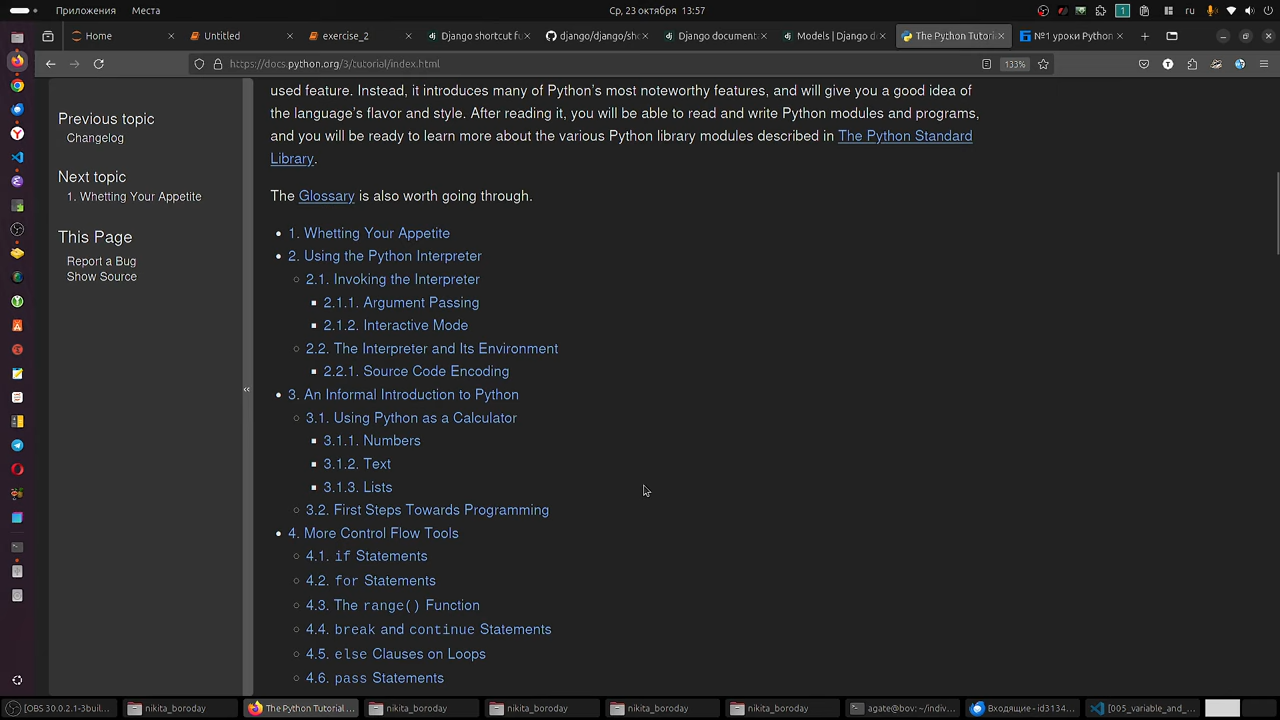 Приложения
Места
Ср, 23 октября 13:57
1
ru
Home
Untitled
exercise_2
Django shortcut fu
django/django/sho
Django document
Models | Django d
The Python Tutori
№1 уроки Python
https://docs.python.org/3/tutorial/index.html
133%
Previous topic
Changelog
Next topic
1. Whetting Your Appetite
This Page
Report a Bug
Show Source
«
used feature. Instead, it introduces many of Python's most noteworthy features, and will give you a good idea of
the language's flavor and style. After reading it, you will be able to read and write Python modules and programs,
and you will be ready to learn more about the various Python library modules described in The Python Standard
Library.
The Glossary is also worth going through.
1. Whetting Your Appetite
2. Using the Python Interpreter
2.1. Invoking the Interpreter
2.1.1. Argument Passing
2.1.2. Interactive Mode
2.2. The Interpreter and Its Environment
2.2.1. Source Code Encoding
3. An Informal Introduction to Python
3.1. Using Python as a Calculator
3.1.1. Numbers
3.1.2. Text
3.1.3. Lists
3.2. First Steps Towards Programming
4. More Control Flow Tools
4.1. if Statements
4.2. for Statements
4.3. The range() Function
4.4. break and continue Statements
4.5. else Clauses on Loops
4.6. pass Statements
[OBS 30.0.2.1-3buil...
nikita_boroday
The Python Tutorial ...
nikita_boroday
nikita_boroday
nikita_boroday
nikita_boroday
agate@bov: ~/indiv...
Входящие - id3134...
[005_variable_and_...